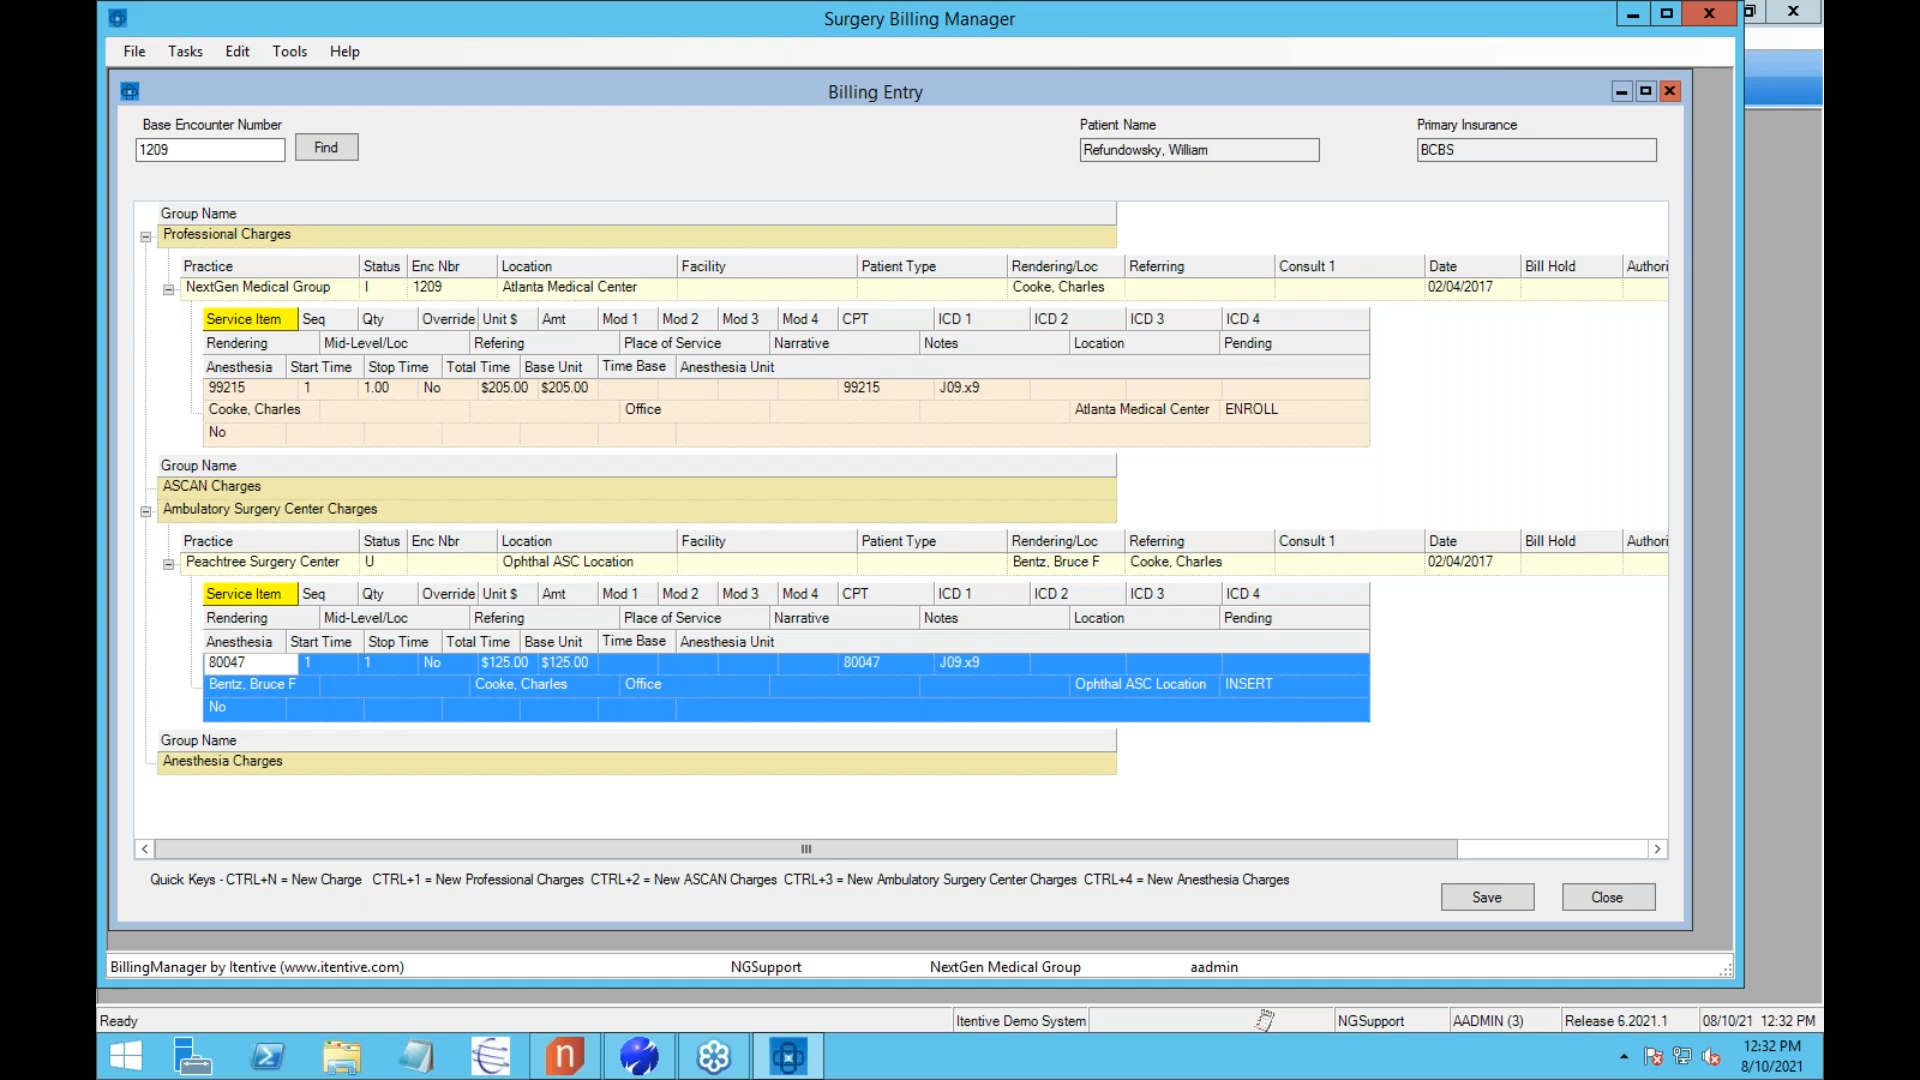 Surgery Billing Manager
File Tasks Edit Tools Help
Billing Entry
Base Encounter Number Patient Name Primary Insurance
1209 Find Refundowsky, William BCBS
Group Name
Professional Charges
Practice Status Enc Nbr Location Facility Patient Type Rendering/Loc Referring Consult 1 Date Bill Hold Authori
NextGen Medical Group I 1209 Atlanta Medical Center Cooke, Charles 02/04/2017
Service Item Seq Qty Override Unit $ Amt Mod 1 Mod 2 Mod 3 Mod 4 CPT ICD 1 ICD 2 ICD 3 ICD 4
Rendering Mid-Level/Loc Refering Place of Service Narrative Notes Location Pending
Anesthesia Start Time Stop Time Total Time Base Unit Time Base Anesthesia Unit
99215 1 1.00 No $205.00 $205.00 99215 J09.x9
Cooke, Charles Office Atlanta Medical Center ENROLL
No
Group Name
ASCAN Charges
Ambulatory Surgery Center Charges
Practice Status Enc Nbr Location Facility Patient Type Rendering/Loc Referring Consult 1 Date Bill Hold Authori
Peachtree Surgery Center U Ophthal ASC Location Bentz, Bruce F Cooke, Charles 02/04/2017
Service Item Seq Qty Override Unit $ Amt Mod 1 Mod 2 Mod 3 Mod 4 CPT ICD 1 ICD 2 ICD 3 ICD 4
Rendering Mid-Level/Loc Refering Place of Service Narrative Notes Location Pending
Anesthesia Start Time Stop Time Total Time Base Unit Time Base Anesthesia Unit
80047 1 1 No $125.00 $125.00 80047 J09.x9
Bentz, Bruce F Cooke, Charles Office Ophthal ASC Location INSERT
No
Group Name
Anesthesia Charges
Quick Keys - CTRL+N = New Charge CTRL+1 = New Professional Charges CTRL+2 = New ASCAN Charges CTRL+3 = New Ambulatory Surgery Center Charges CTRL+4 = New Anesthesia Charges
Save Close
BillingManager by Itentive (www.itentive.com) NGSupport NextGen Medical Group aadmin
Ready Itentive Demo System NGSupport AADMIN (3) Release 6.2021.1 08/10/21 12:32 PM
n
12:32 PM
8/10/2021